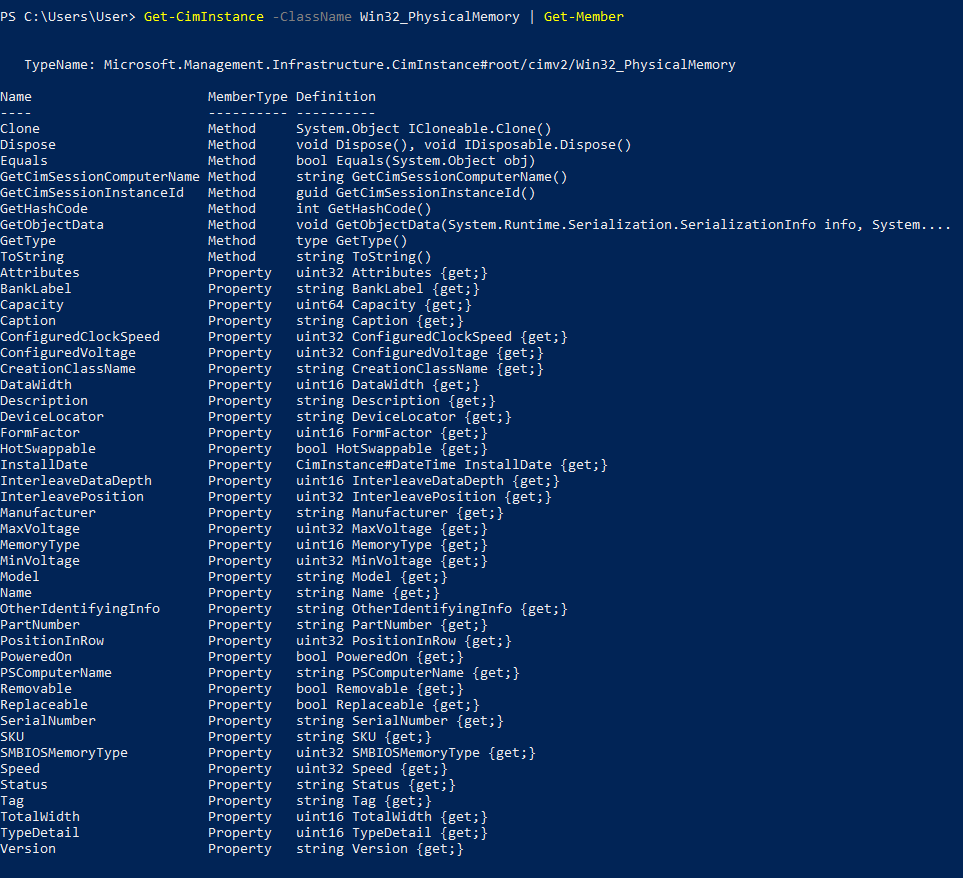 PS C:\Users\User> Get-CimInstance -ClassName Win32_PhysicalMemory | Get-Member
TypeName: Microsoft.Management.Infrastructure.CimInstance#root/cimv2/Win32_PhysicalMemory
Name MemberType Definition
---- ---------- ----------
Clone Method System.Object ICloneable.Clone()
Dispose Method void Dispose(), void IDisposable.Dispose()
Equals Method bool Equals(System.Object obj)
GetCimSessionComputerName Method string GetCimSessionComputerName()
GetCimSessionInstanceId Method guid GetCimSessionInstanceId()
GetHashCode Method int GetHashCode()
GetObjectData Method void GetObjectData(System.Runtime.Serialization.SerializationInfo info, System....
GetType Method type GetType()
ToString Method string ToString()
Attributes Property uint32 Attributes {get;}
BankLabel Property string BankLabel {get;}
Capacity Property uint64 Capacity {get;}
Caption Property string Caption {get;}
ConfiguredClockSpeed Property uint32 ConfiguredClockSpeed {get;}
ConfiguredVoltage Property uint32 ConfiguredVoltage {get;}
CreationClassName Property string CreationClassName {get;}
DataWidth Property uint16 DataWidth {get;}
Description Property string Description {get;}
DeviceLocator Property string DeviceLocator {get;}
FormFactor Property uint16 FormFactor {get;}
HotSwappable Property bool HotSwappable {get;}
InstallDate Property CimInstance#DateTime InstallDate {get;}
InterleaveDataDepth Property uint16 InterleaveDataDepth {get;}
InterleavePosition Property uint32 InterleavePosition {get;}
Manufacturer Property string Manufacturer {get;}
MaxVoltage Property uint32 MaxVoltage {get;}
MemoryType Property uint16 MemoryType {get;}
MinVoltage Property uint32 MinVoltage {get;}
Model Property string Model {get;}
Name Property string Name {get;}
OtherIdentifyingInfo Property string OtherIdentifyingInfo {get;}
PartNumber Property string PartNumber {get;}
PositionInRow Property uint32 PositionInRow {get;}
PoweredOn Property bool PoweredOn {get;}
PSComputerName Property string PSComputerName {get;}
Removable Property bool Removable {get;}
Replaceable Property bool Replaceable {get;}
SerialNumber Property string SerialNumber {get;}
SKU Property string SKU {get;}
SMBIOSMemoryType Property uint32 SMBIOSMemoryType {get;}
Speed Property uint32 Speed {get;}
Status Property string Status {get;}
Tag Property string Tag {get;}
TotalWidth Property uint16 TotalWidth {get;}
TypeDetail Property uint16 TypeDetail {get;}
Version Property string Version {get;}